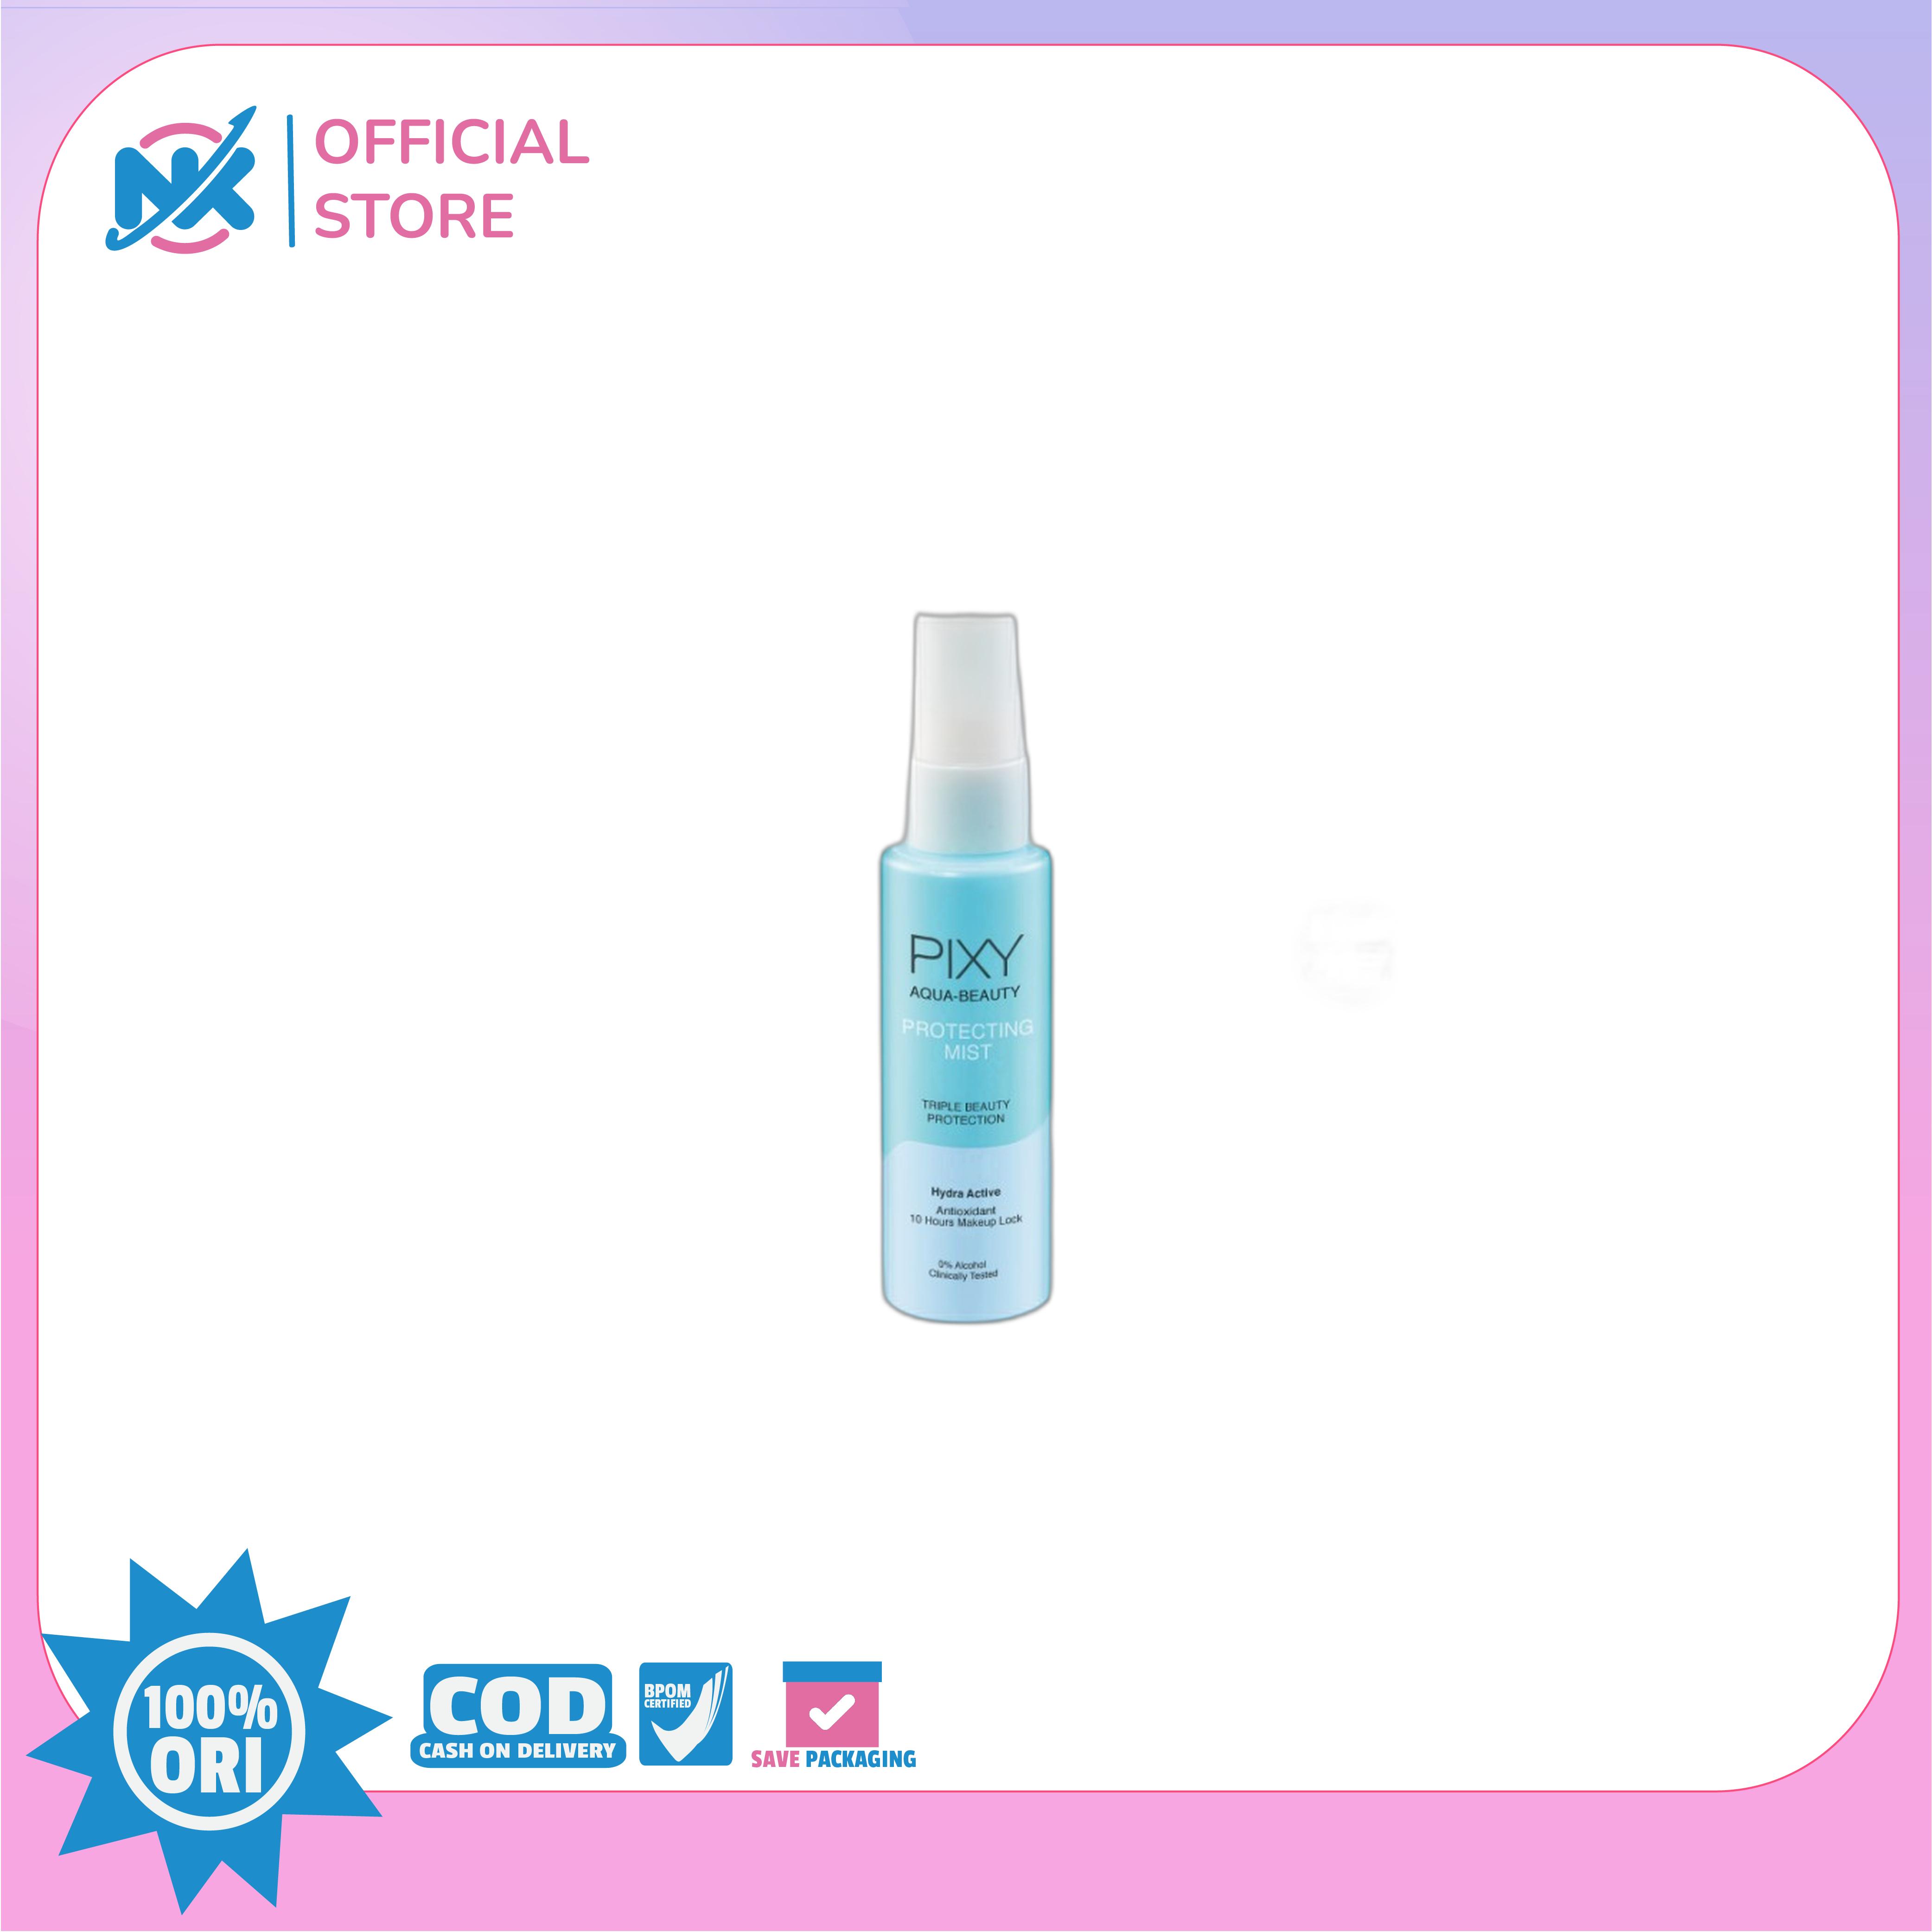 NK
OFFICIAL
STORE
PIXY
AQUA-BEAUTY
PROTECTING
MIST
TRIPLE BEAUTY
PROTECTION
Hydra Active
Antioxidant
10 Hours Makeup Lock
0% Alcohol
Clinically Tested
100%
ORI
COD
CASH ON DELIVERY
BPOM
CERTIFIED
SAVE PACKAGING